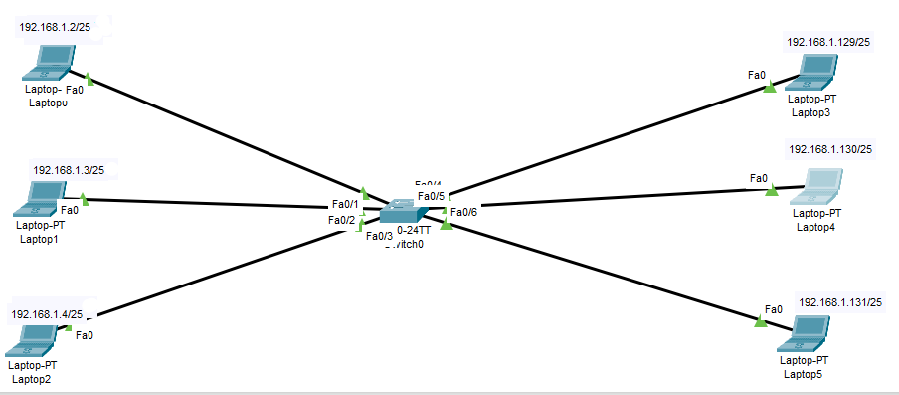 192.168.1.2/25
Fa0
192.168.1.129/25
Fa0
Laptop-PT
Laptop3
192.168.1.3/25
Fa0
Laptop-PT
Laptop1
192.168.1.130/25
Fa0
Laptop-PT
Laptop4
Fa0/4
Fa0/5
Fa0/1
Fa0/6
Fa0/2
Fa0/3
0-24TT
192.168.1.4/25
Fa0
Laptop-PT
Laptop2
192.168.1.131/25
Fa0
Laptop-PT
Laptop5